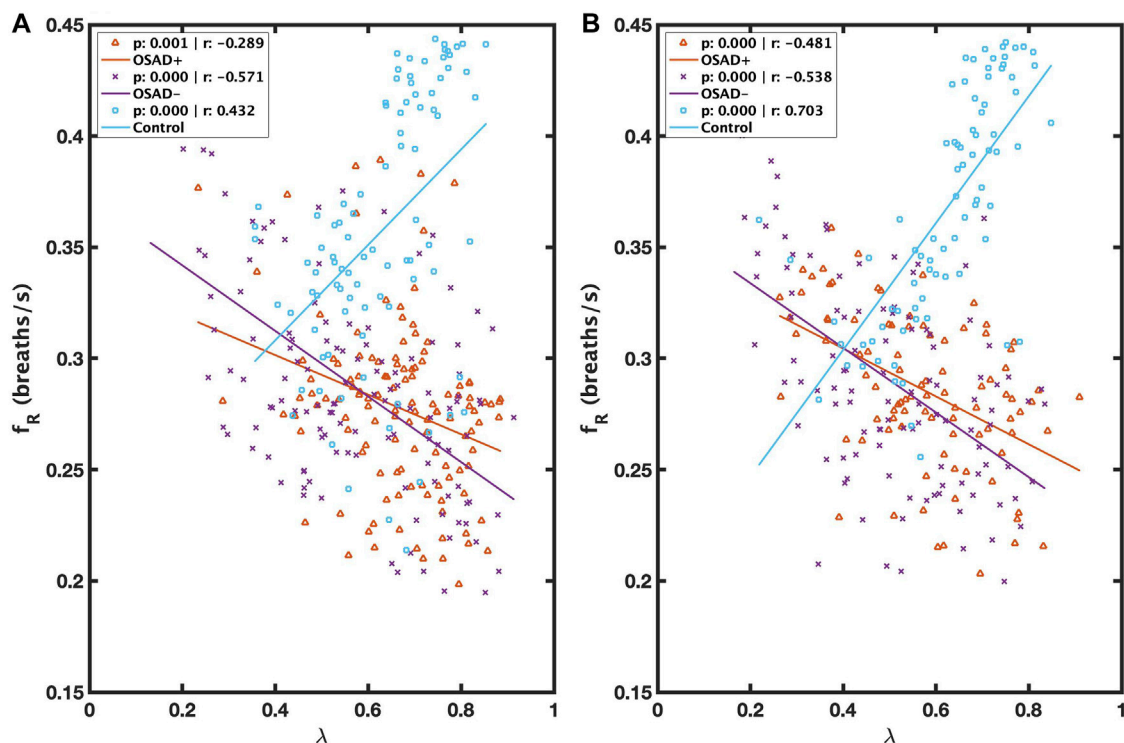 A
0.45
p: 0.001 | r: −0.289
OSAD+
p: 0.000 | r: −0.571
OSAD−
p: 0.000 | r: 0.432
Control
0.4
0.35
0.3
0.25
0.2
0.15
f_R (breaths/s)
0 0.2 0.4 0.6 0.8 1
λ
B
0.45
p: 0.000 | r: −0.481
OSAD+
p: 0.000 | r: −0.538
OSAD−
p: 0.000 | r: 0.703
Control
0.4
0.35
0.3
0.25
0.2
0.15
f_R (breaths/s)
0 0.2 0.4 0.6 0.8 1
λ